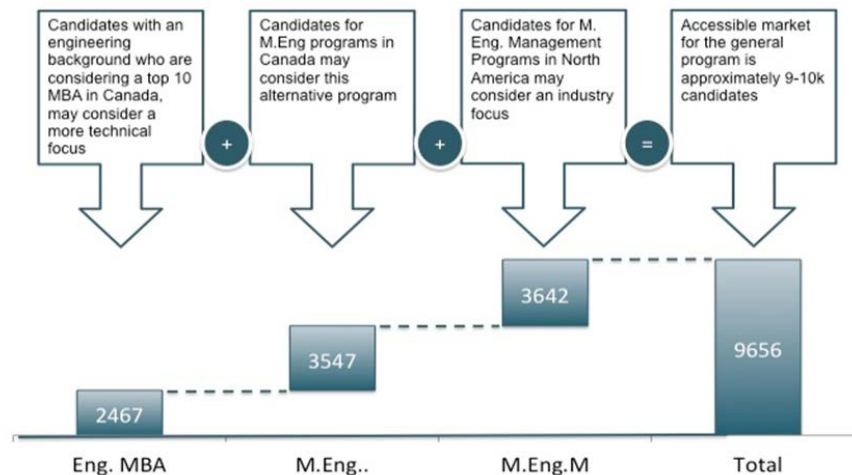 Candidates with an
engineering
background who are
considering a top 10
MBA in Canada,
may consider a
more technical
focus
+
Candidates for
M.Eng programs in
Canada may
consider this
alternative program
+
Candidates for M.
Eng. Management
Programs in North
America may
consider an industry
focus
=
Accessible market
for the general
program is
approximately 9-10k
candidates
2467
3547
3642
9656
Eng. MBA
M.Eng..
M.Eng.M
Total